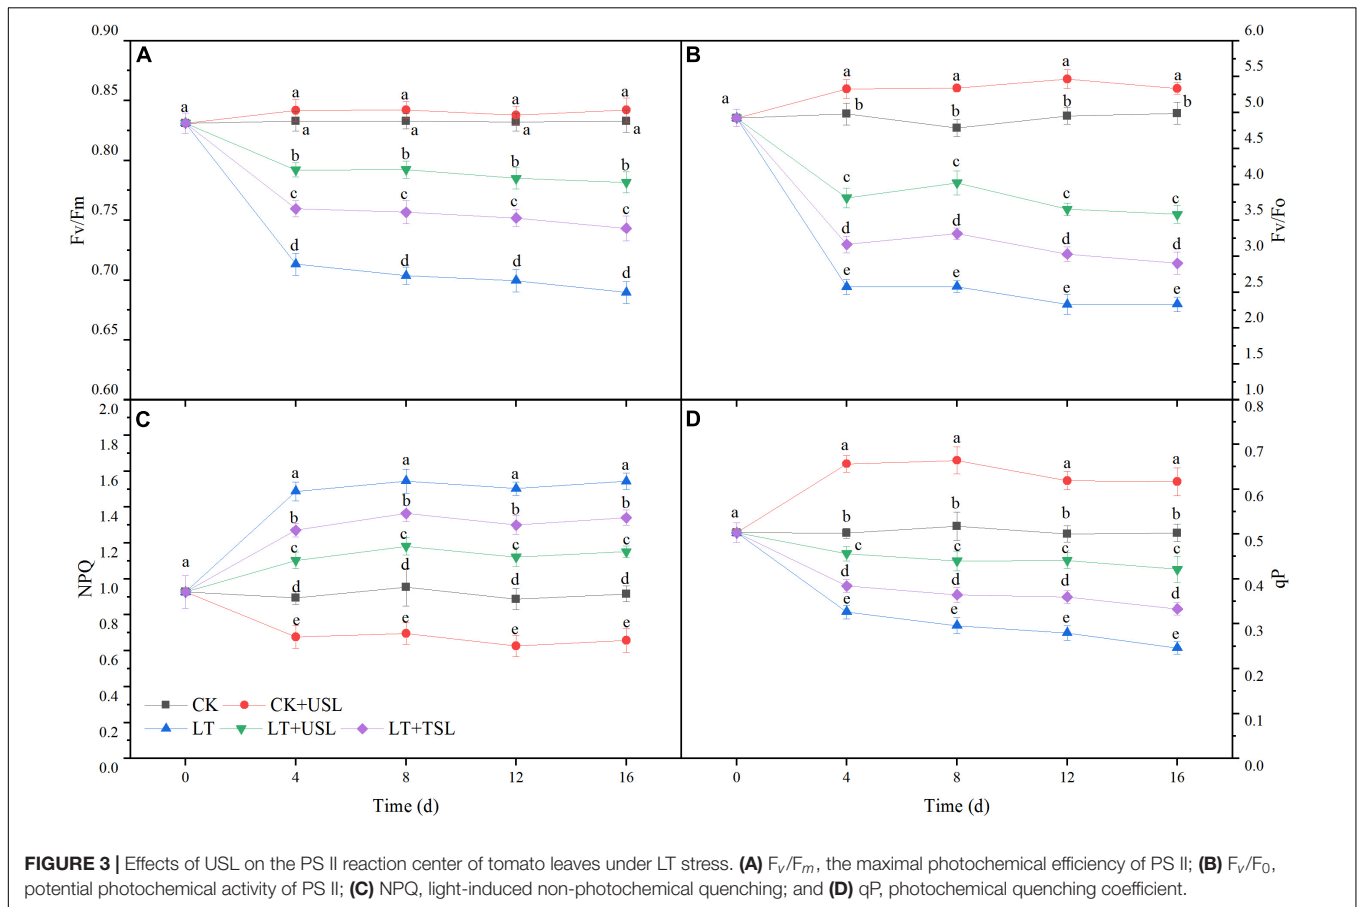 0.90
0.85
0.80
0.75
0.70
0.65
0.60
Fv/Fm
A
a a a a a
a a a a
b b b b
c c c c
d d d d
B
6.0
5.5
5.0
4.5
4.0
3.5
3.0
2.5
2.0
1.5
1.0
Fv/Fo
a a a a a
b b b b
c c c c
d d d d
e e e e
2.0
1.8
1.6
1.4
1.2
1.0
0.8
0.6
0.4
0.2
0.0
NPQ
C
a a a a a
b b b b
c c c c
d d d d
e e e e
CK CK+USL
LT LT+USL LT+TSL
0 4 8 12 16
Time (d)
D
0.8
0.7
0.6
0.5
0.4
0.3
0.2
0.1
0.0
qP
a a a a a
b b b b
c c c c
d d d d
e e e e
0 4 8 12 16
Time (d)
FIGURE 3 | Effects of USL on the PS II reaction center of tomato leaves under LT stress. (A) Fv/Fm, the maximal photochemical efficiency of PS II; (B) Fv/F0,
potential photochemical activity of PS II; (C) NPQ, light-induced non-photochemical quenching; and (D) qP, photochemical quenching coefficient.